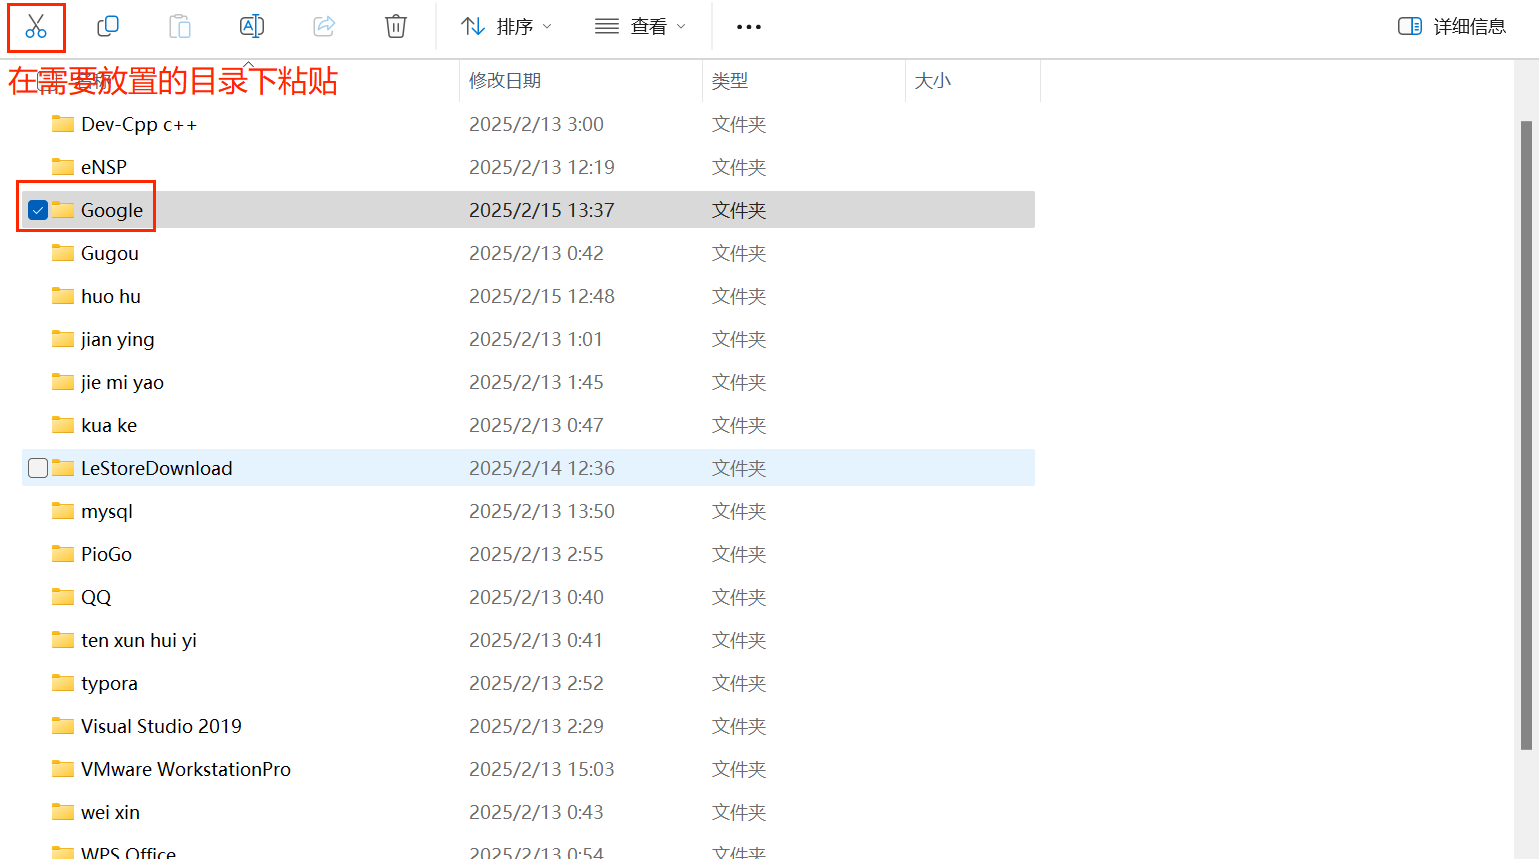 排序 查看 详细信息
在需要放置的目录下粘贴
修改日期 类型 大小
Dev-Cpp c++ 2025/2/13 3:00 文件夹
eNSP 2025/2/13 12:19 文件夹
Google 2025/2/15 13:37 文件夹
Gugou 2025/2/13 0:42 文件夹
huo hu 2025/2/15 12:48 文件夹
jian ying 2025/2/13 1:01 文件夹
jie mi yao 2025/2/13 1:45 文件夹
kua ke 2025/2/13 0:47 文件夹
LeStoreDownload 2025/2/14 12:36 文件夹
mysql 2025/2/13 13:50 文件夹
PioGo 2025/2/13 2:55 文件夹
QQ 2025/2/13 0:40 文件夹
ten xun hui yi 2025/2/13 0:41 文件夹
typora 2025/2/13 2:52 文件夹
Visual Studio 2019 2025/2/13 2:29 文件夹
VMware WorkstationPro 2025/2/13 15:03 文件夹
wei xin 2025/2/13 0:43 文件夹
WPS Office 2025/2/13 0:54 文件夹